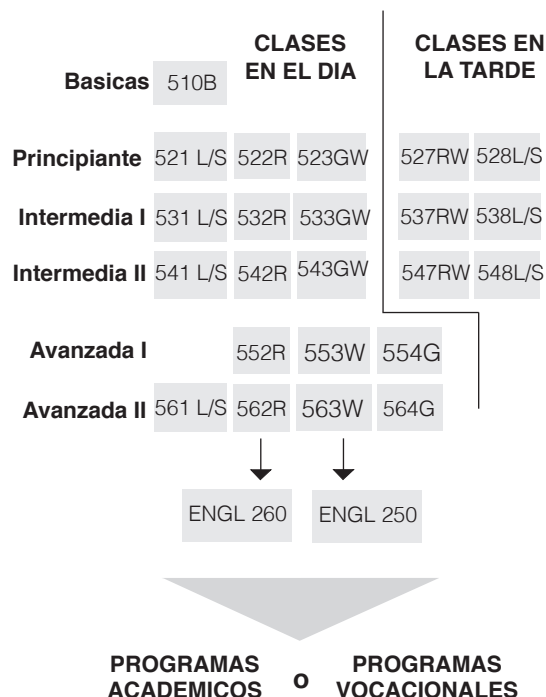 CLASES
EN EL DIA
CLASES EN
LA TARDE
Basicas 510B
Principiante 521 L/S 522R 523GW 527RW 528L/S
Intermedia I 531 L/S 532R 533GW 537RW 538L/S
Intermedia II 541 L/S 542R 543GW 547RW 548L/S
Avanzada I 552R 553W 554G
Avanzada II 561 L/S 562R 563W 564G
ENGL 260 ENGL 250
PROGRAMAS
ACADEMICOS
o
PROGRAMAS
VOCACIONALES